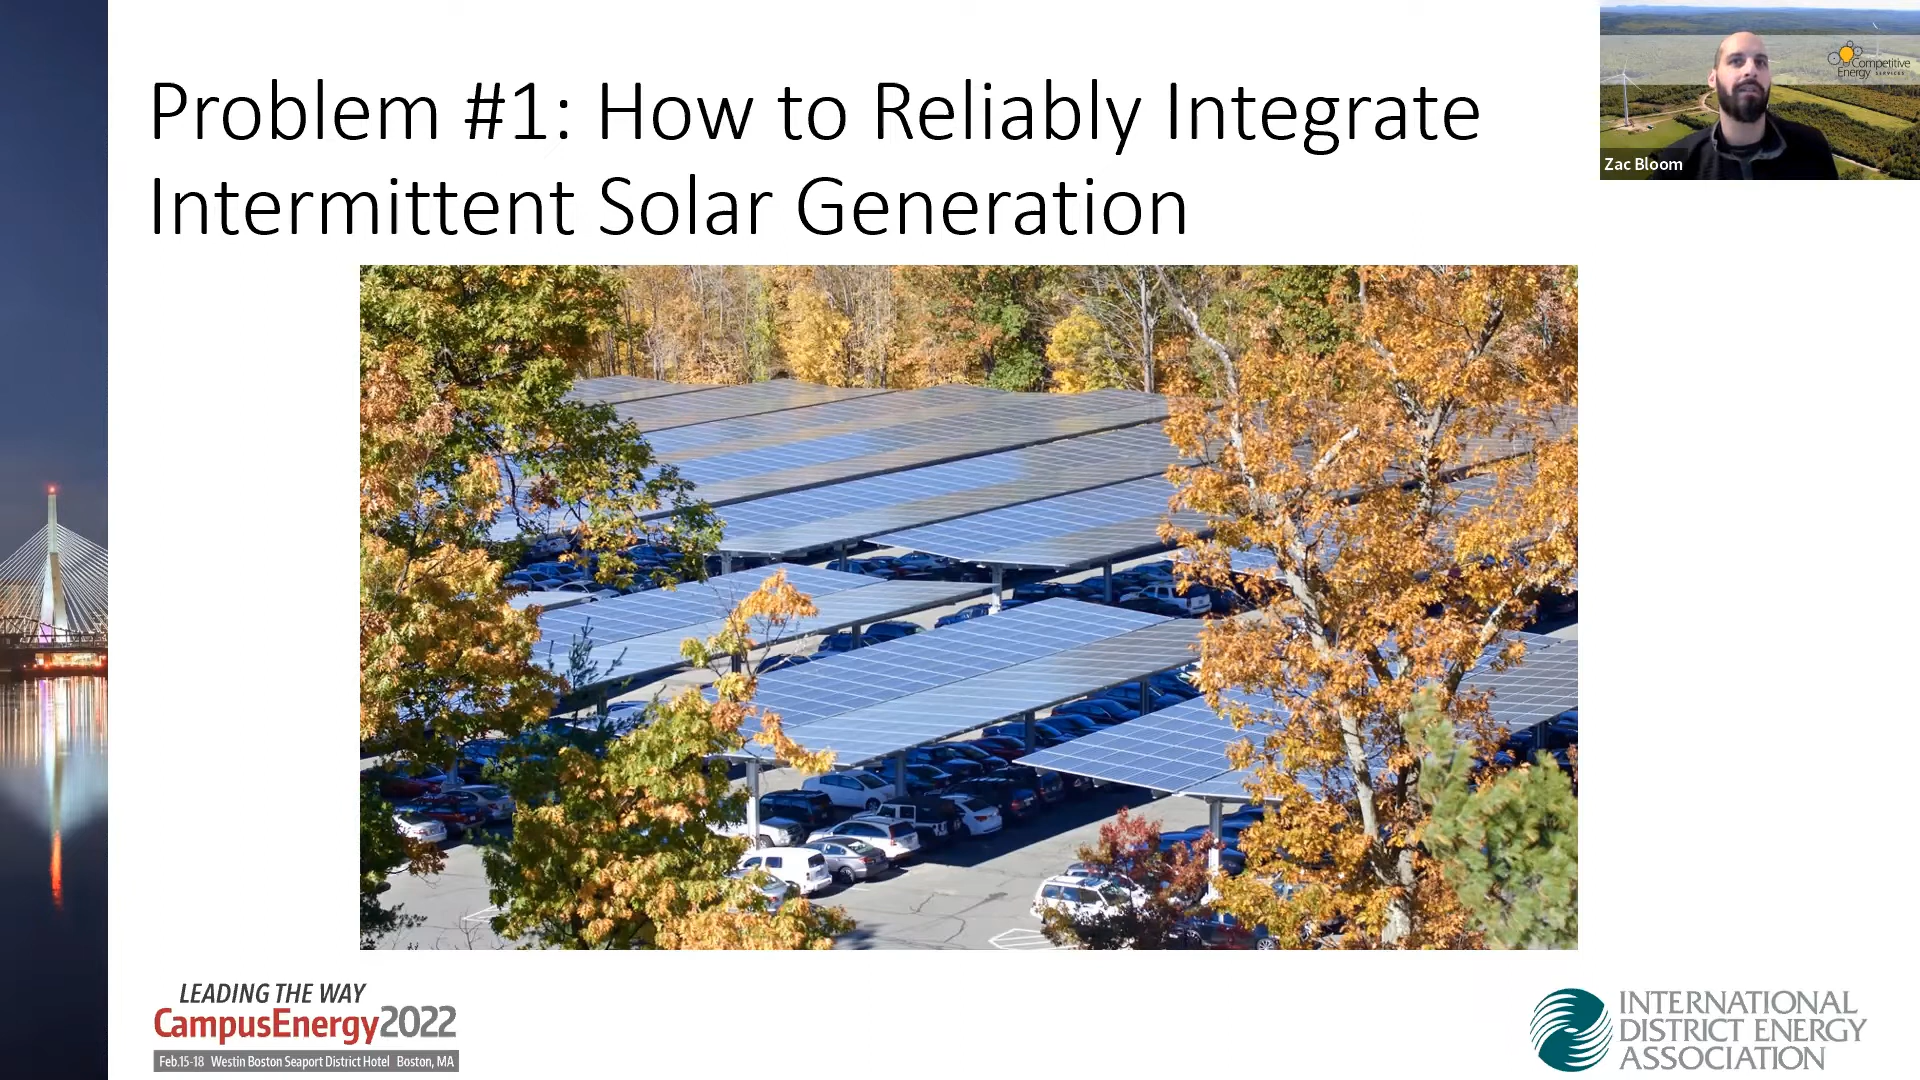 Problem #1: How to Reliably Integrate
Intermittent Solar Generation
Competitive
Energy SERVICES
Zac Bloom
LEADING THE WAY
CampusEnergy2022
Feb.15-18 Westin Boston Seaport District Hotel Boston, MA
INTERNATIONAL
DISTRICT ENERGY
ASSOCIATION